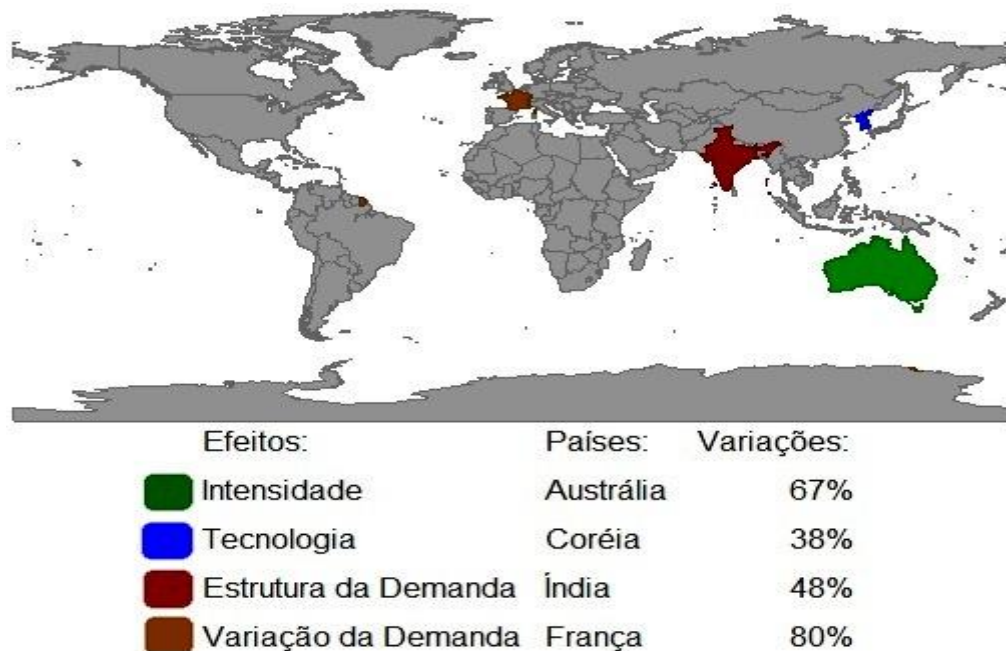 Efeitos: Países: Variações:
Intensidade Austrália 67%
Tecnologia Coréia 38%
Estrutura da Demanda Índia 48%
Variação da Demanda França 80%